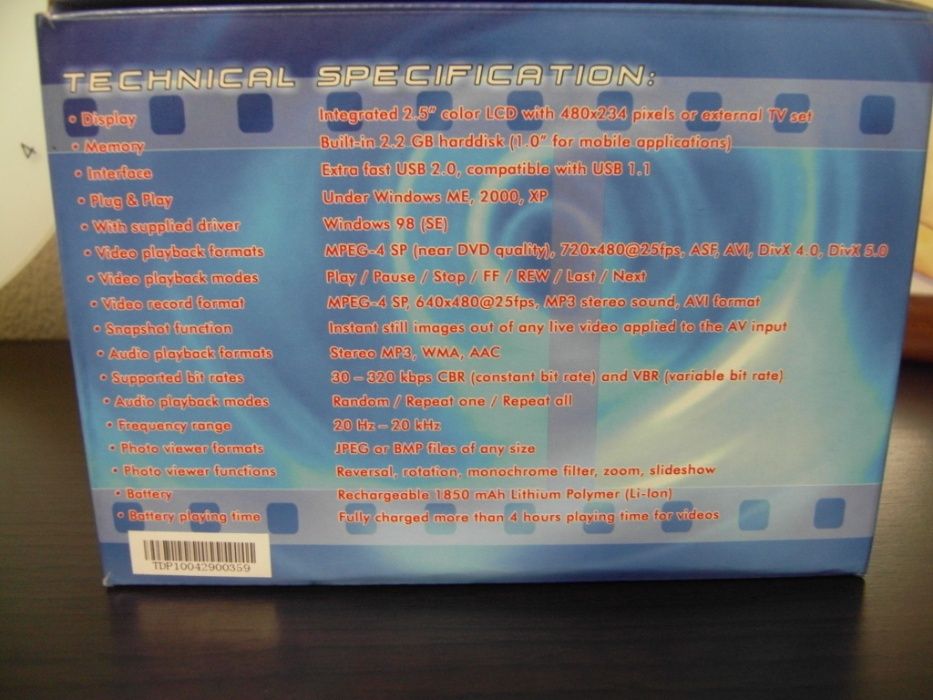 TECHNICAL SPECIFICATION:
• Display Integrated 2.5" color LCD with 480x234 pixels or external TV set
• Memory Built-in 2.2 GB harddisk (1.0" for mobile applications)
• Interface Extra fast USB 2.0, compatible with USB 1.1
• Plug & Play Under Windows ME, 2000, XP
• With supplied driver Windows 98 (SE)
• Video playback formats MPEG-4 SP (near DVD quality), 720x480@25fps, ASF, AVI, DivX 4.0, DivX 5.0
• Video playback modes Play / Pause / Stop / FF / REW / Last / Next
• Video record format MPEG-4 SP, 640x480@25fps, MP3 stereo sound, AVI format
• Snapshot function Instant still images out of any live video applied to the AV input
• Audio playback formats Stereo MP3, WMA, AAC
• Supported bit rates 30 – 320 kbps CBR (constant bit rate) and VBR (variable bit rate)
• Audio playback modes Random / Repeat one / Repeat all
• Frequency range 20 Hz – 20 kHz
• Photo viewer formats JPEG or BMP files of any size
• Photo viewer functions Reversal, rotation, monochrome filter, zoom, slideshow
• Battery Rechargeable 1850 mAh Lithium Polymer (Li-Ion)
• Battery playing time Fully charged more than 4 hours playing time for videos
TDP10042900359